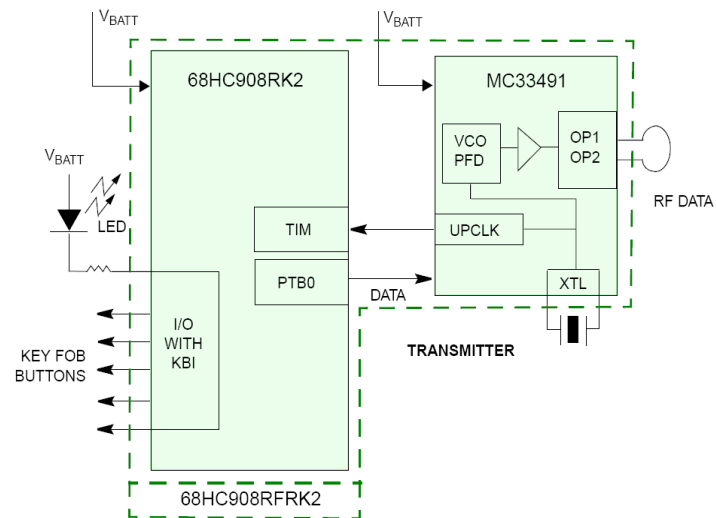 VBATT
VBATT
68HC908RK2
MC33491
VCO
PFD
OP1
OP2
VBATT
RF DATA
LED
TIM
UPCLK
PTB0
XTL
DATA
I/O
WITH
KBI
KEY FOB
BUTTONS
TRANSMITTER
68HC908RFRK2